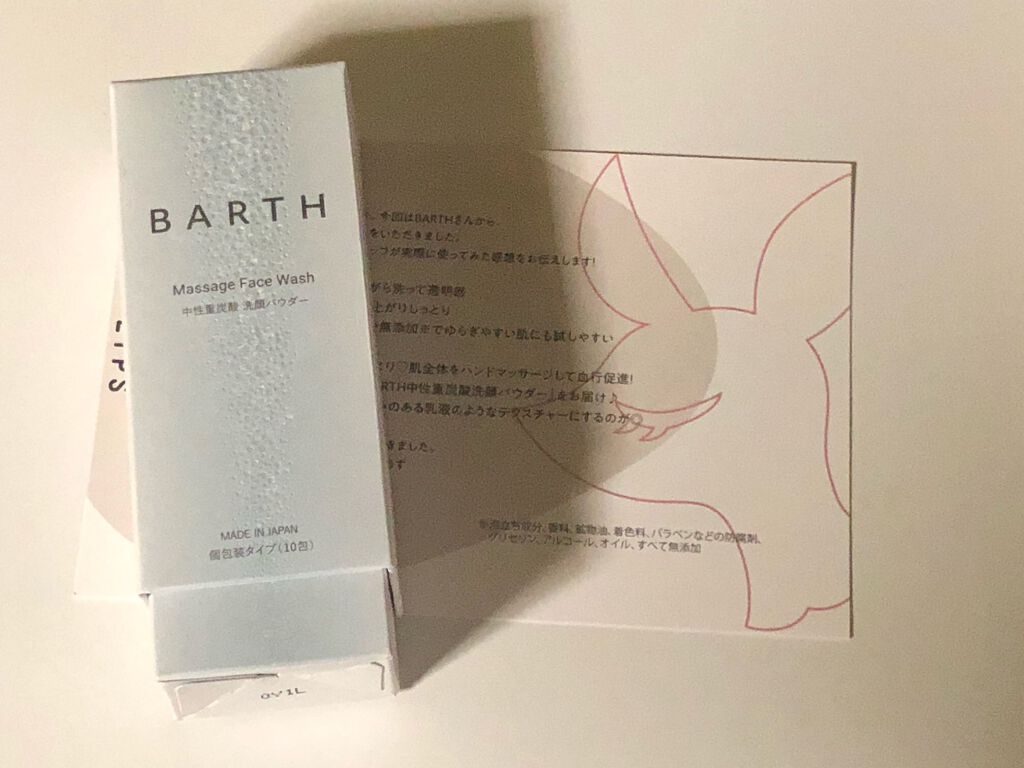 BARTH
Massage Face Wash
中性重炭酸 洗顔パウダー
MADE IN JAPAN
個包装タイプ(10包)
LIPS
、今回はBARTHさんから、
をいただきました。
ップが実際に使ってみた感想をお伝えします!
がら洗って透明感
上がりしっとり
無添加※でゆらぎやすい肌にも試しやすい
とり♡肌全体をハンドマッサージして血行促進!
RTH中性重炭酸洗顔パウダー」をお届け♪
みのある乳液のようなテクスチャーにするのが◎
きました。
ます
※泡立ち成分、香料、鉱物油、着色料、パラベンなどの防腐剤、
グリセリン、アルコール、オイル、すべて無添加